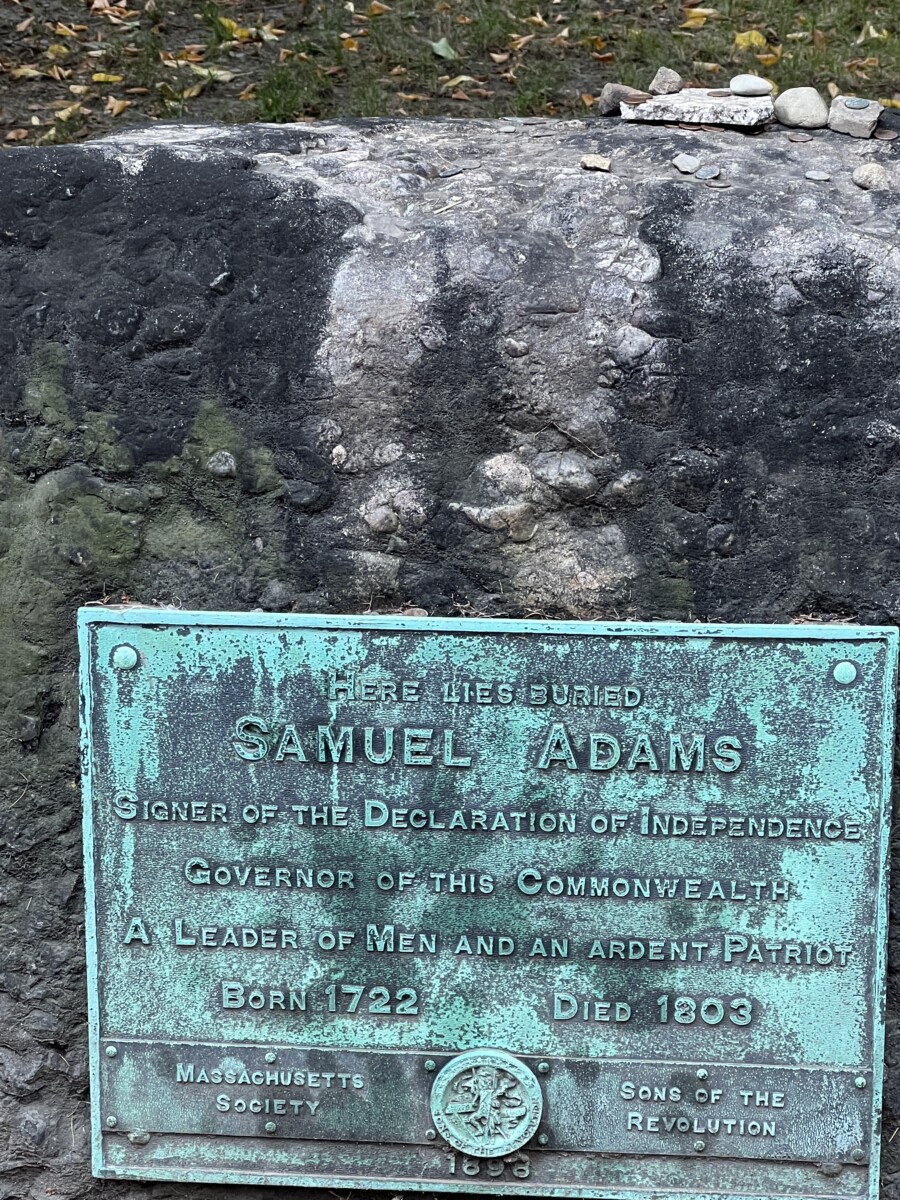 HERE LIES BURIED
SAMUEL ADAMS
SIGNER OF THE DECLARATION OF INDEPENDENCE
GOVERNOR OF THIS COMMONWEALTH
A LEADER OF MEN AND AN ARDENT PATRIOT
BORN 1722 DIED 1803
MASSACHUSETTS
SOCIETY
SONS OF THE
REVOLUTION
1898